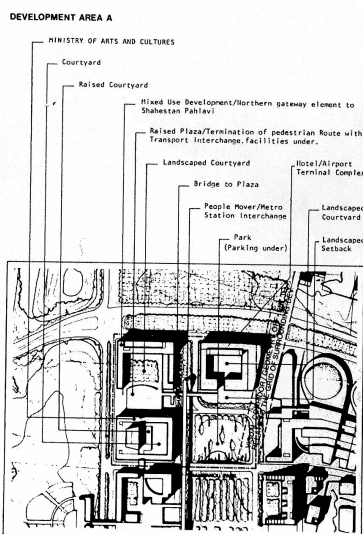 DEVELOPMENT AREA A
MINISTRY OF ARTS AND CULTURES
Courtyard
Raised Courtyard
Mixed Use Development/Northern gateway element to
Shahestan Pahlavi
Raised Plaza/Termination of pedestrian Route with
Transport Interchange.facilities under.
Landscaped Courtyard
Hotel/Airport
Terminal Complex
Bridge to Plaza
People Mover/Metro
Station Interchange
Landscaped
Courtyard
Park
(Parking under)
Landscaped
Setback